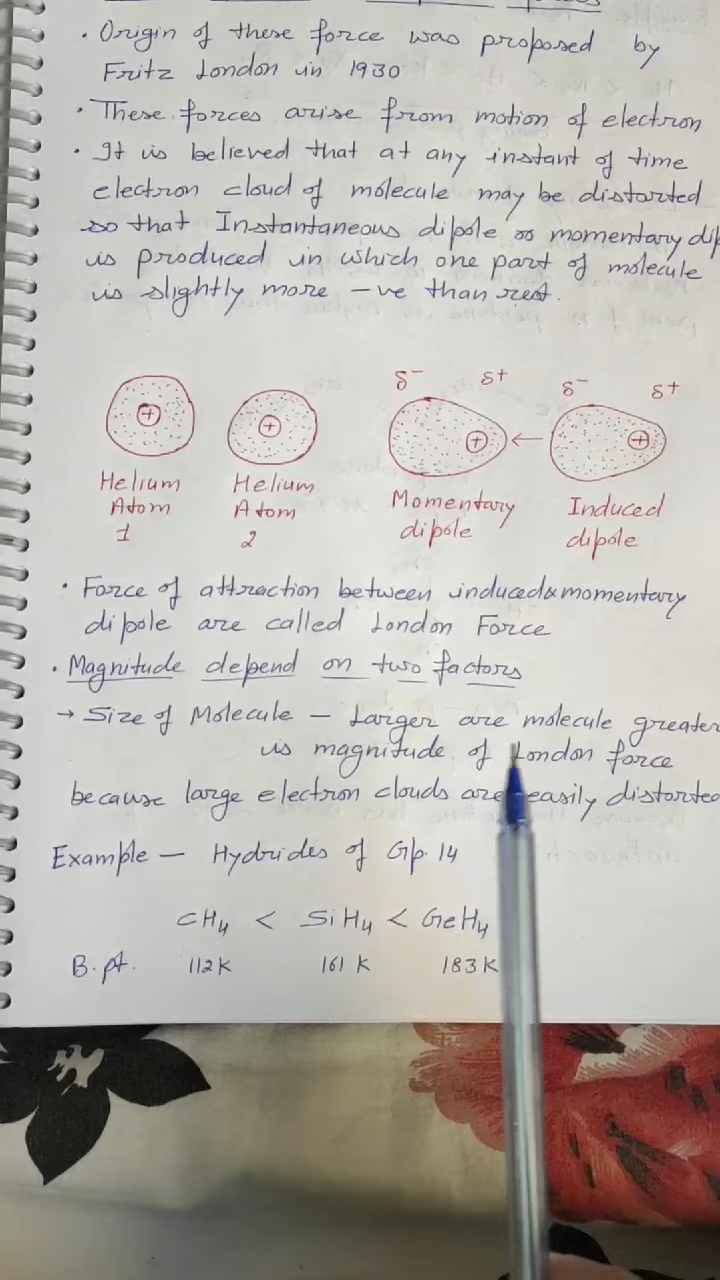 • Origin of these force was proposed by
Fritz London in 1930
• These forces arise from motion of electron
• It is believed that at any instant of time
electron cloud of molecule may be distorted
so that Instantaneous dipole or momentary dip
is produced in which one part of molecule
is slightly more -ve than rest.
δ- δ+ δ- δ+
+ + + ← +
Helium Atom 1
Helium Atom 2
Momentary dipole
Induced dipole
• Force of attraction between induced & momentary
dipole are called London Force
• Magnitude depend on two factors
→ Size of Molecule – Larger are molecule greater
is magnitude of London force
because large electron clouds are easily distorted
Example – Hydrides of Gp. 14
CH4 < SiH4 < GeH4
B.pt. 112K 161 K 183K